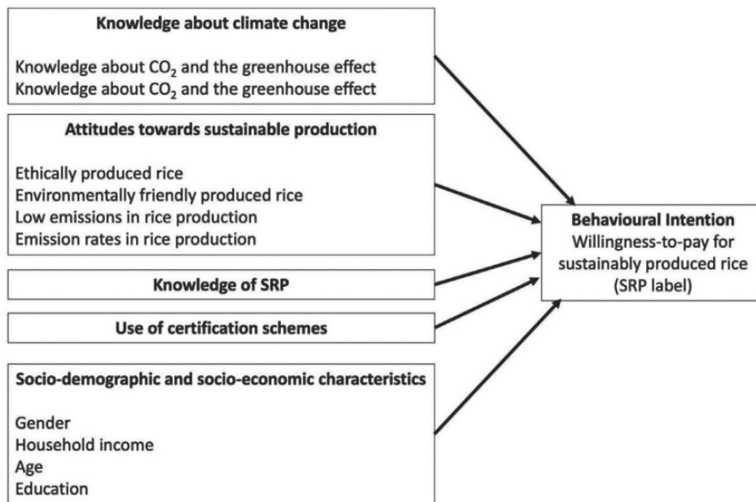 Knowledge about climate change
Knowledge about CO₂ and the greenhouse effect
Knowledge about CO₂ and the greenhouse effect
Attitudes towards sustainable production
Ethically produced rice
Environmentally friendly produced rice
Low emissions in rice production
Emission rates in rice production
Knowledge of SRP
Use of certification schemes
Socio-demographic and socio-economic characteristics
Gender
Household income
Age
Education
Behavioural Intention
Willingness-to-pay for
sustainably produced rice
(SRP label)